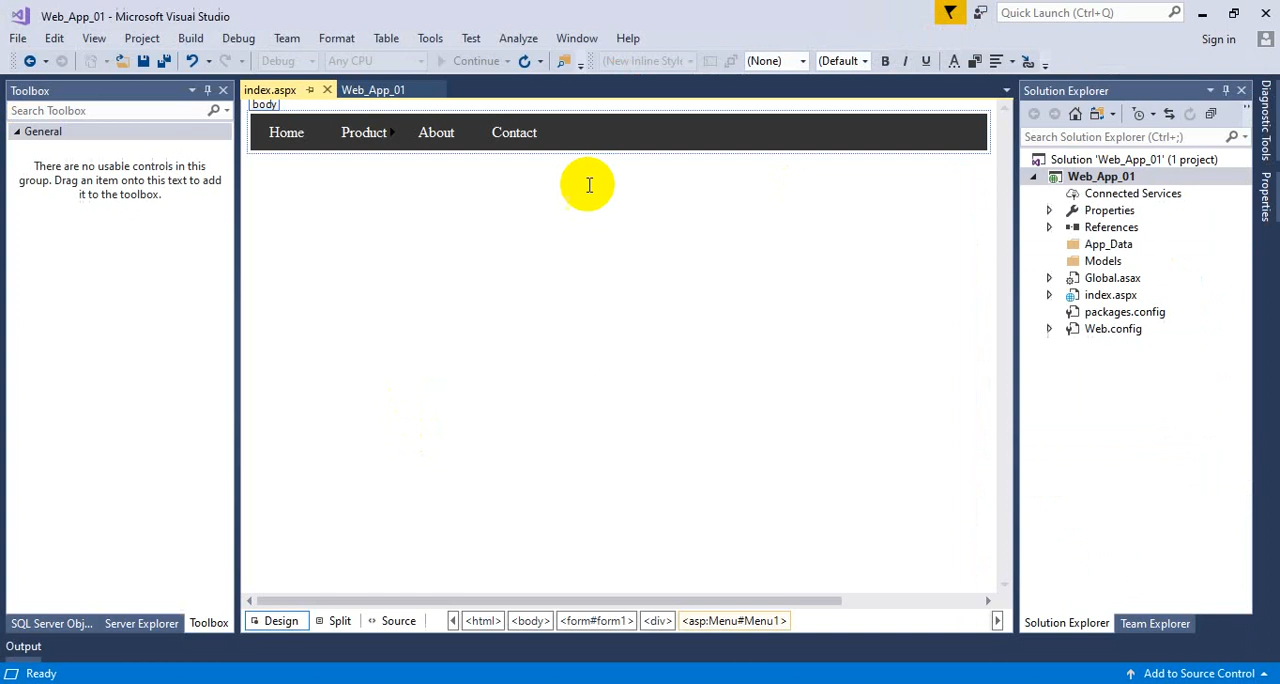 Web_App_01 - Microsoft Visual Studio
Quick Launch (Ctrl+Q)
File Edit View Project Build Debug Team Format Table Tools Test Analyze Window Help
Sign in
Debug Any CPU Continue (New Inline Style (None) (Default B I U A
Toolbox
Search Toolbox
General
There are no usable controls in this
group. Drag an item onto this text to add
it to the toolbox.
index.aspx Web_App_01
body
Home Product About Contact
Solution Explorer
Search Solution Explorer (Ctrl+;)
Solution 'Web_App_01' (1 project)
Web_App_01
Connected Services
Properties
References
App_Data
Models
Global.asax
index.aspx
packages.config
Web.config
Diagnostic Tools
Properties
Design Split Source <html> <body> <form#form1> <div> <asp:Menu#Menu1>
SQL Server Obj... Server Explorer Toolbox
Solution Explorer Team Explorer
Output
Ready
Add to Source Control